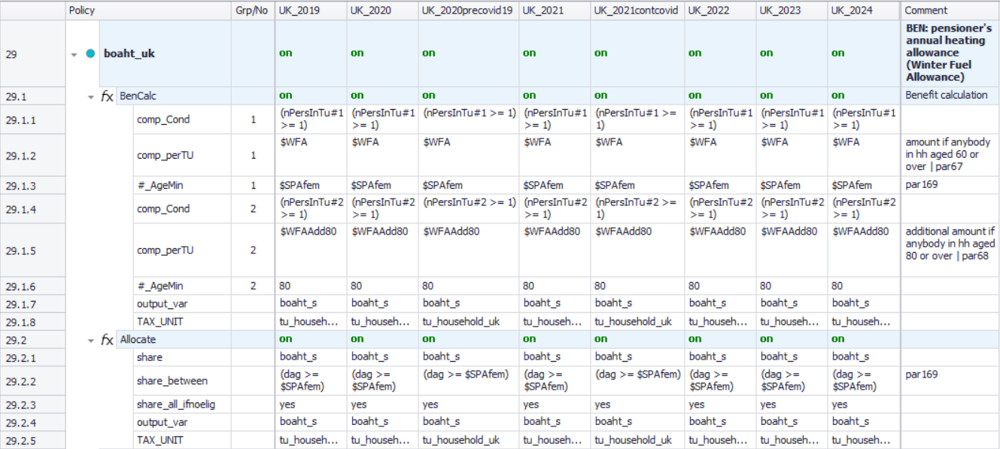 Policy Grp/No UK_2019 UK_2020 UK_2020precovid19 UK_2021 UK_2021contcovid UK_2022 UK_2023 UK_2024 Comment
29 boaht_uk on on on on on on on on BEN: pensioner's
annual heating
allowance
(Winter Fuel
Allowance)
29.1 fx BenCalc on on on on on on on on Benefit calculation
29.1.1 comp_Cond 1 (nPersInTu#1 (nPersInTu#1 (nPersInTu#1 >= 1) (nPersInTu#1 (nPersInTu#1 >= (nPersInTu#1 (nPersInTu#1 (nPersInTu#1
>= 1) >= 1) >= 1) 1) >= 1) >= 1) >= 1)
29.1.2 comp_perTU 1 $WFA $WFA $WFA $WFA $WFA $WFA $WFA $WFA amount if anybody
in hh aged 60 or
over | par67
29.1.3 #_AgeMin 1 $SPAfem $SPAfem $SPAfem $SPAfem $SPAfem $SPAfem $SPAfem $SPAfem par169
29.1.4 comp_Cond 2 (nPersInTu#2 (nPersInTu#2 (nPersInTu#2 >= 1) (nPersInTu#2 (nPersInTu#2 >= (nPersInTu#2 (nPersInTu#2 (nPersInTu#2
>= 1) >= 1) >= 1) 1) >= 1) >= 1) >= 1)
29.1.5 comp_perTU 2 $WFAAdd80 $WFAAdd80 $WFAAdd80 $WFAAdd80 $WFAAdd80 $WFAAdd80 $WFAAdd80 $WFAAdd80 additional amount if
anybody in hh aged
80 or over | par68
29.1.6 #_AgeMin 2 80 80 80 80 80 80 80 80
29.1.7 output_var boaht_s boaht_s boaht_s boaht_s boaht_s boaht_s boaht_s boaht_s
29.1.8 TAX_UNIT tu_househ... tu_househ... tu_household_uk tu_househ... tu_household_uk tu_househ... tu_househ... tu_househ...
29.2 fx Allocate on on on on on on on on
29.2.1 share boaht_s boaht_s boaht_s boaht_s boaht_s boaht_s boaht_s boaht_s
29.2.2 share_between (dag >= (dag >= (dag >= $SPAfem) (dag >= (dag >= $SPAfem) (dag >= (dag >= (dag >= par169
$SPAfem) $SPAfem) $SPAfem) $SPAfem) $SPAfem) $SPAfem)
29.2.3 share_all_ifnoelig yes yes yes yes yes yes yes yes
29.2.4 output_var boaht_s boaht_s boaht_s boaht_s boaht_s boaht_s boaht_s boaht_s
29.2.5 TAX_UNIT tu_househ... tu_househ... tu_household_uk tu_househ... tu_household_uk tu_househ... tu_househ... tu_househ...